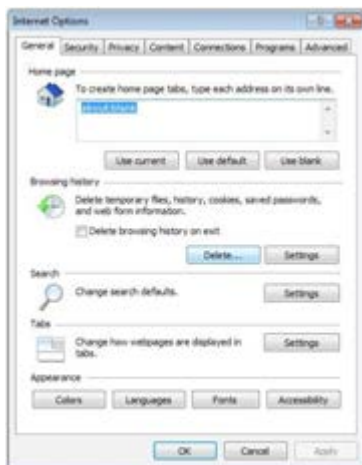 Internet Options
General Security Privacy Content Connections Programs Advanced
Home page
To create home page tabs, type each address on its own line.
about:blank
Use current Use default Use blank
Browsing history
Delete temporary files, history, cookies, saved passwords,
and web form information.
Delete browsing history on exit
Delete... Settings
Search
Change search defaults. Settings
Tabs
Change how webpages are displayed in
tabs. Settings
Appearance
Colors Languages Fonts Accessibility
OK Cancel Apply